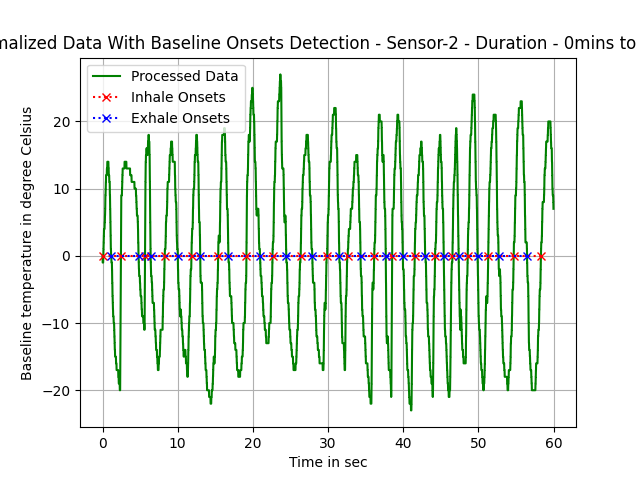 malized Data With Baseline Onsets Detection - Sensor-2 - Duration - 0mins to
Processed Data
Inhale Onsets
Exhale Onsets
Baseline temperature in degree Celsius
20
10
0
−10
−20
0 10 20 30 40 50 60
Time in sec